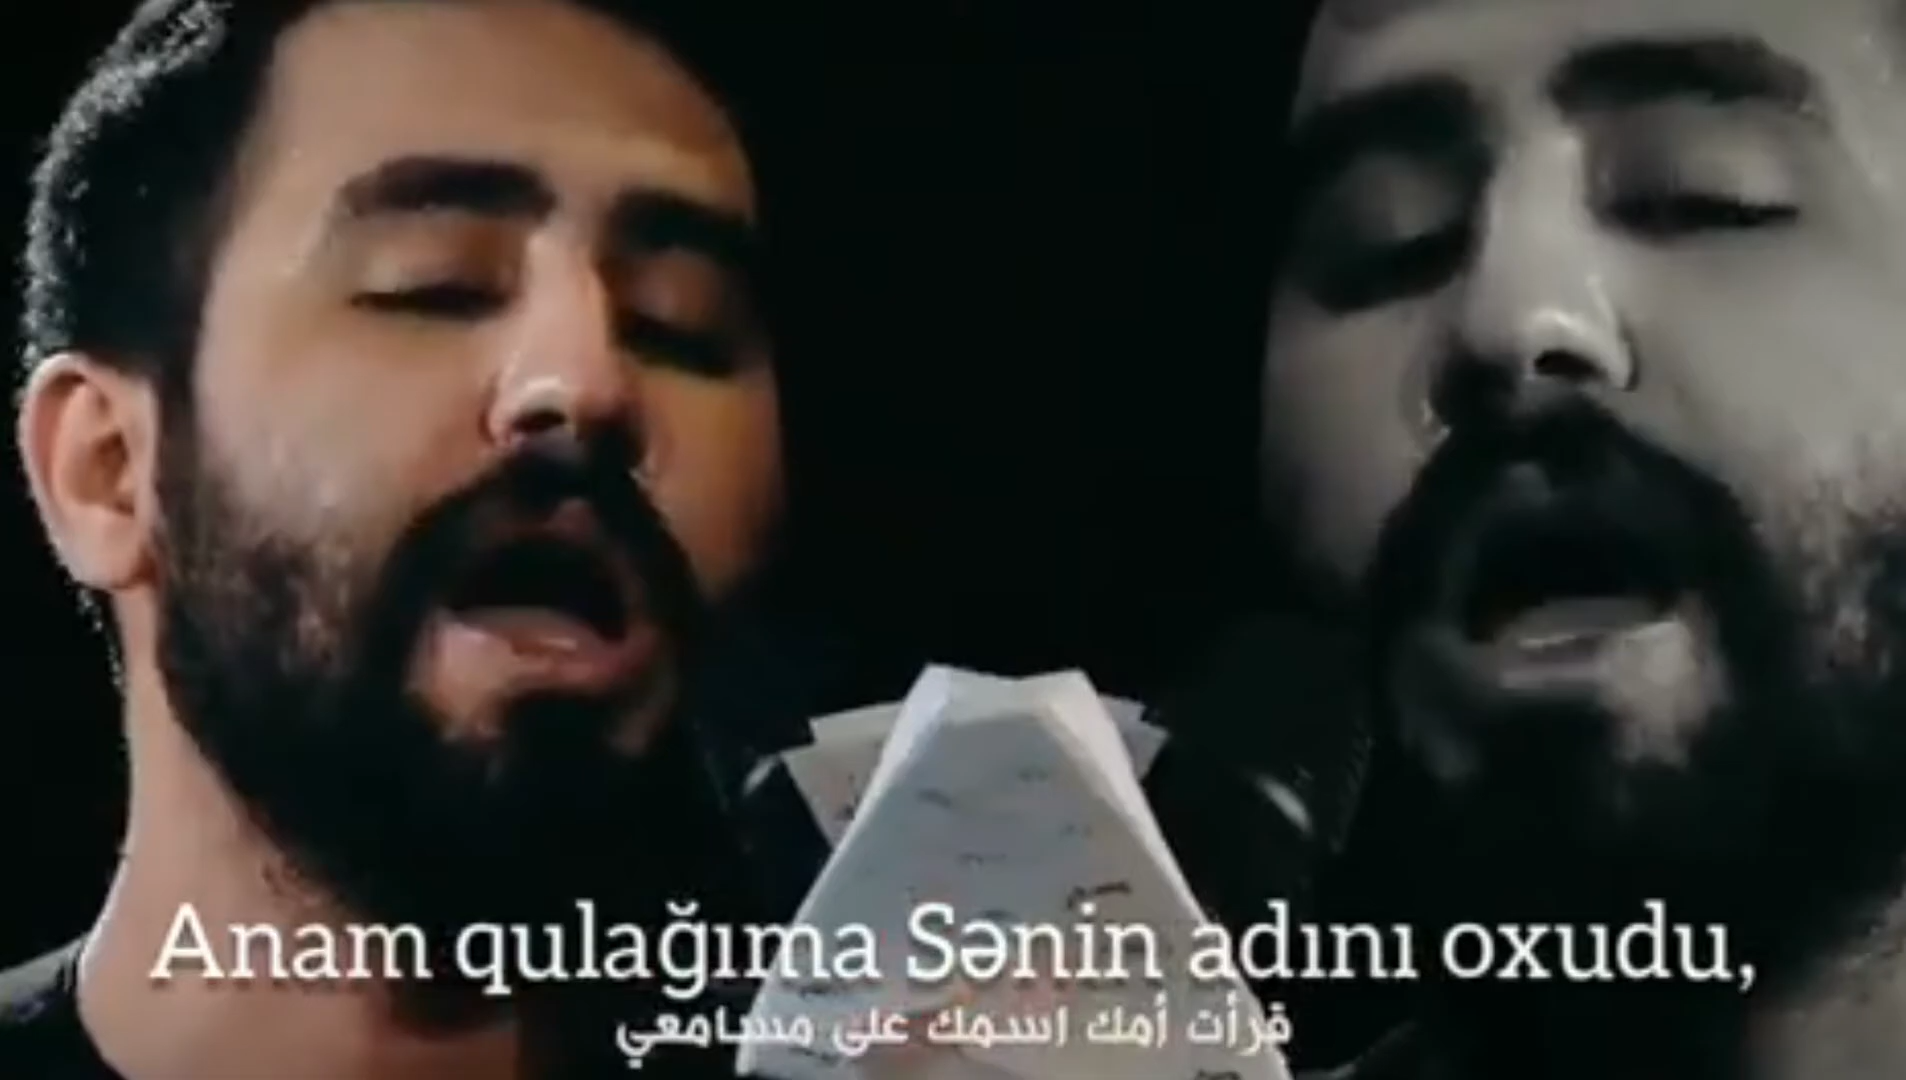 Anam qulağıma Sənin adını oxudu,
قرأت أمك اسمك على مسامعي